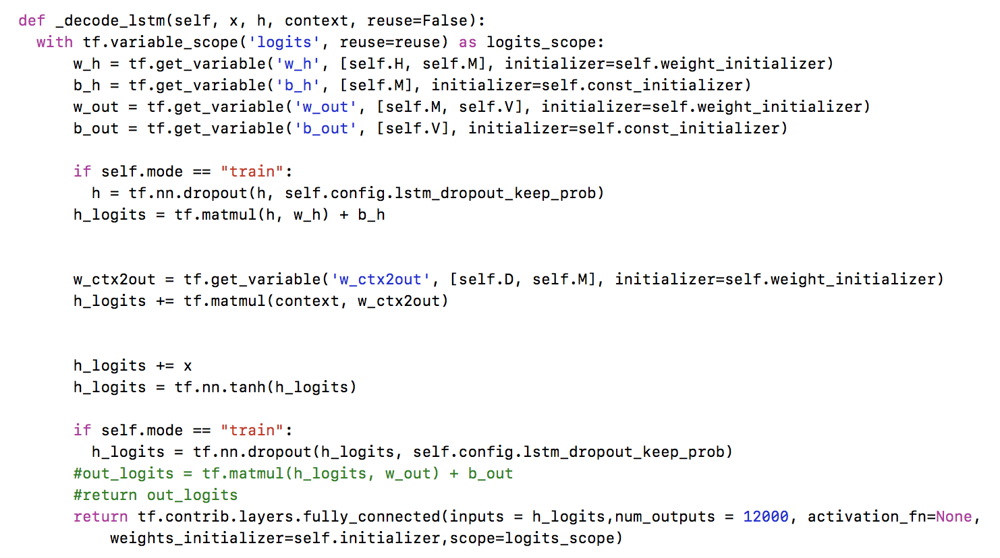 def _decode_lstm(self, x, h, context, reuse=False):
  with tf.variable_scope('logits', reuse=reuse) as logits_scope:
      w_h = tf.get_variable('w_h', [self.H, self.M], initializer=self.weight_initializer)
      b_h = tf.get_variable('b_h', [self.M], initializer=self.const_initializer)
      w_out = tf.get_variable('w_out', [self.M, self.V], initializer=self.weight_initializer)
      b_out = tf.get_variable('b_out', [self.V], initializer=self.const_initializer)

      if self.mode == "train":
        h = tf.nn.dropout(h, self.config.lstm_dropout_keep_prob)
      h_logits = tf.matmul(h, w_h) + b_h


      w_ctx2out = tf.get_variable('w_ctx2out', [self.D, self.M], initializer=self.weight_initializer)
      h_logits += tf.matmul(context, w_ctx2out)


      h_logits += x
      h_logits = tf.nn.tanh(h_logits)

      if self.mode == "train":
        h_logits = tf.nn.dropout(h_logits, self.config.lstm_dropout_keep_prob)
      #out_logits = tf.matmul(h_logits, w_out) + b_out
      #return out_logits
      return tf.contrib.layers.fully_connected(inputs = h_logits,num_outputs = 12000, activation_fn=None,
          weights_initializer=self.initializer,scope=logits_scope)